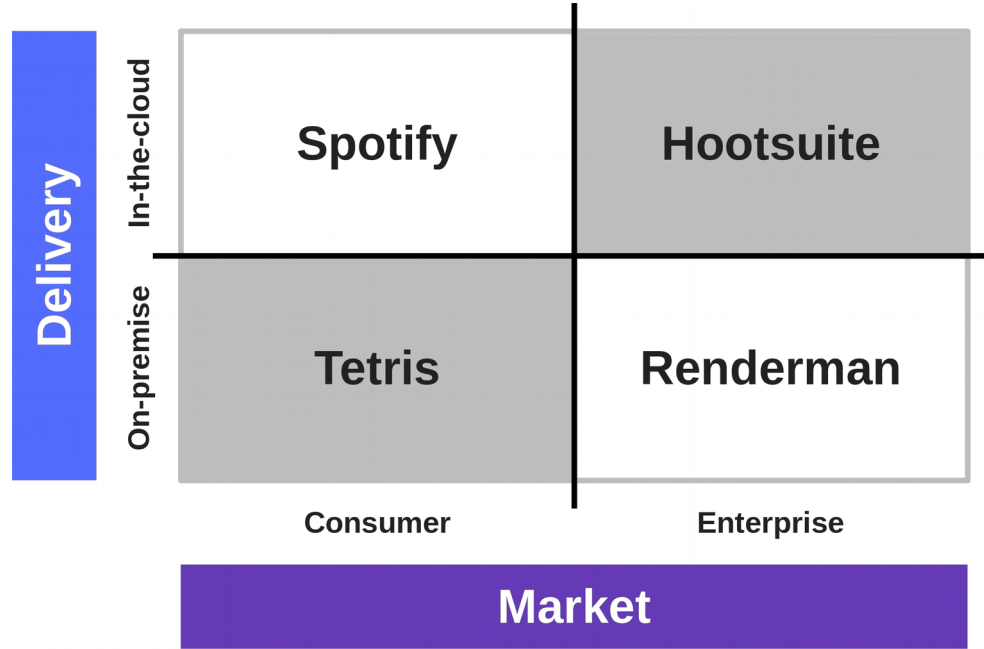 Delivery
In-the-cloud
Spotify
Hootsuite
On-premise
Tetris
Renderman
Consumer
Enterprise
Market